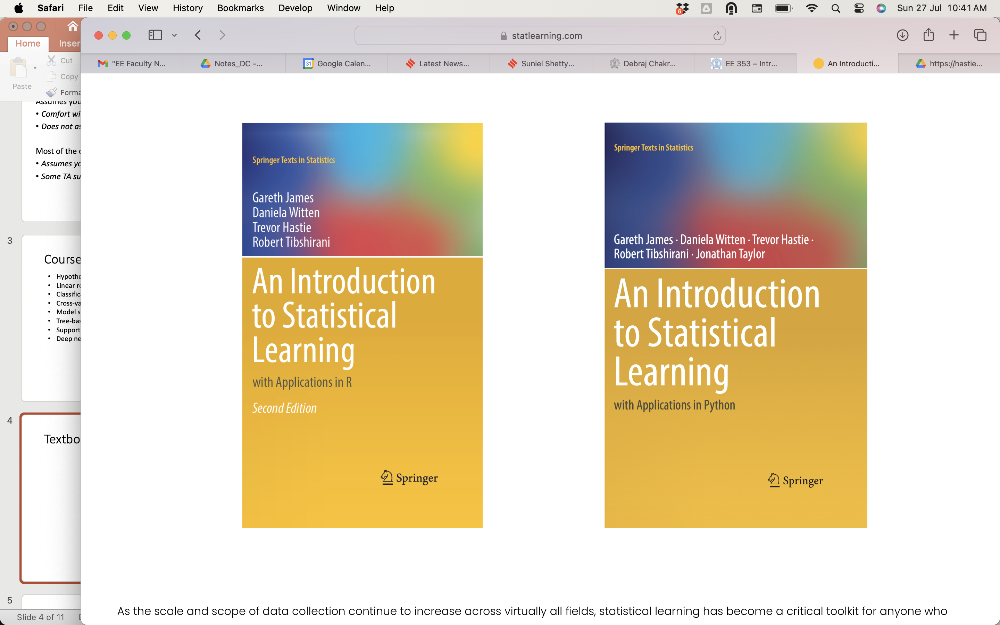 Safari File Edit View History Bookmarks Develop Window Help
6
Sun 27 Jul 10:41 AM
Home Inser
Cut
Copy
Paste
Forma
statlearning.com
"EE Faculty N...
Notes_DC -...
31 Google Calen...
Latest News...
Suniel Shetty...
Debraj Chakr...
EE 353 – Intr...
An Introducti...
https://hastie...
Assumes you
• Comfort wi
• Does not as
Most of the
• Assumes yo
• Some TA su
3
Course
• Hypothe
• Linear re
• Classific
• Cross-va
• Model s
• Tree-bas
• Support
• Deep ne
4
Textbo
5
Slide 4 of 11
Springer Texts in Statistics
Gareth James
Daniela Witten
Trevor Hastie
Robert Tibshirani
An Introduction
to Statistical
Learning
with Applications in R
Second Edition
Springer
Springer Texts in Statistics
Gareth James · Daniela Witten · Trevor Hastie ·
Robert Tibshirani · Jonathan Taylor
An Introduction
to Statistical
Learning
with Applications in Python
Springer
As the scale and scope of data collection continue to increase across virtually all fields, statistical learning has become a critical toolkit for anyone who